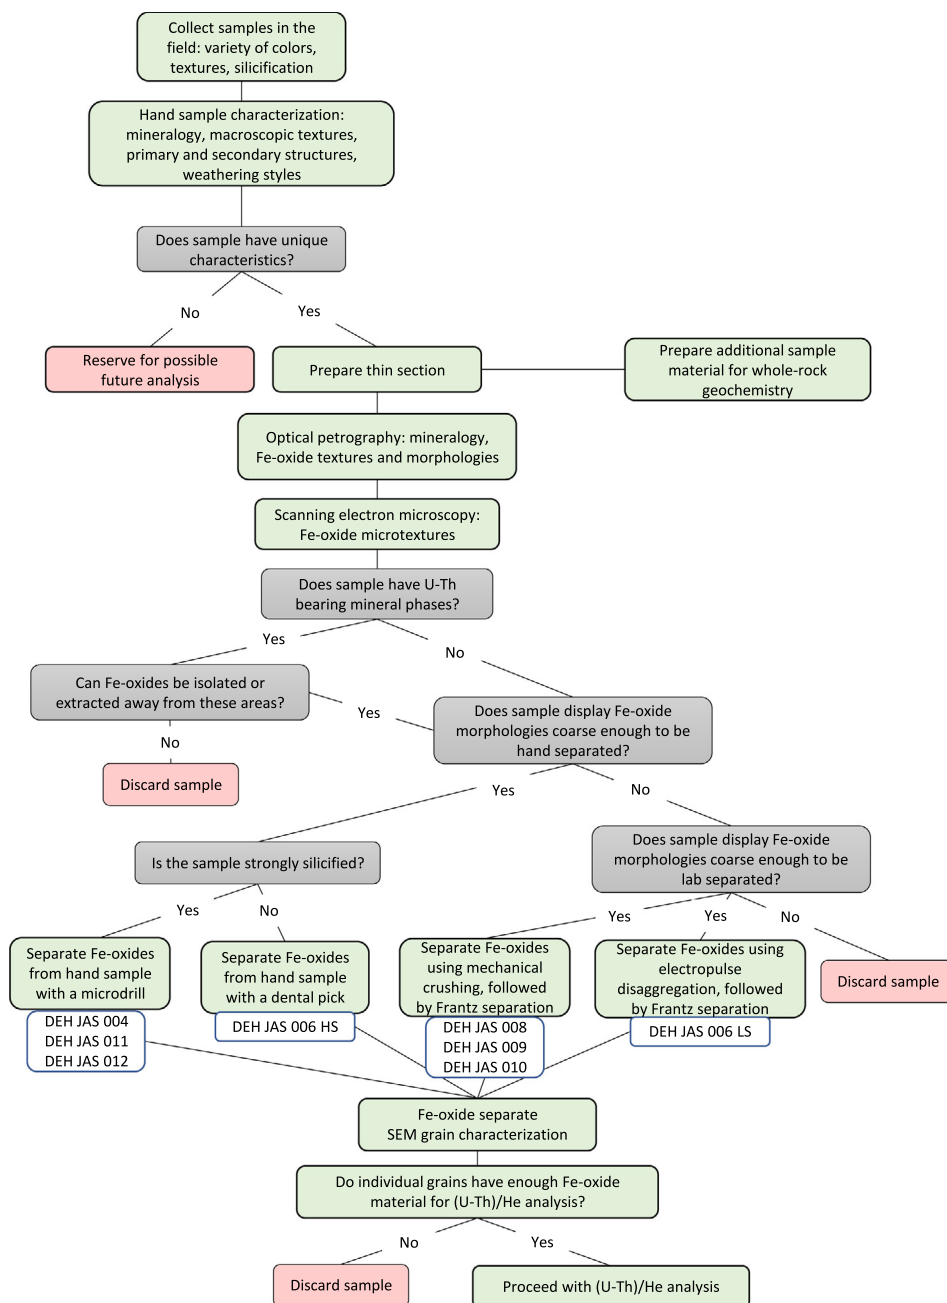 Collect samples in the
field: variety of colors,
textures, silicification
Hand sample characterization:
mineralogy, macroscopic textures,
primary and secondary structures,
weathering styles
Does sample have unique
characteristics?
No
Yes
Reserve for possible
future analysis
Prepare thin section
Prepare additional sample
material for whole-rock
geochemistry
Optical petrography: mineralogy,
Fe-oxide textures and morphologies
Scanning electron microscopy:
Fe-oxide microtextures
Does sample have U-Th
bearing mineral phases?
Yes
No
Can Fe-oxides be isolated or
extracted away from these areas?
Yes
No
Discard sample
Does sample display Fe-oxide
morphologies coarse enough to be
hand separated?
Yes
No
Is the sample strongly silicified?
Does sample display Fe-oxide
morphologies coarse enough to be
lab separated?
Yes
No
Yes
Yes
No
Separate Fe-oxides
from hand sample
with a microdrill
Separate Fe-oxides
from hand sample
with a dental pick
Separate Fe-oxides
using mechanical
crushing, followed
by Frantz separation
Separate Fe-oxides using
electropulse
disaggregation, followed
by Frantz separation
Discard sample
DEH JAS 004
DEH JAS 011
DEH JAS 012
DEH JAS 006 HS
DEH JAS 008
DEH JAS 009
DEH JAS 010
DEH JAS 006 LS
Fe-oxide separate
SEM grain characterization
Do individual grains have enough Fe-oxide
material for (U-Th)/He analysis?
No
Yes
Discard sample
Proceed with (U-Th)/He analysis